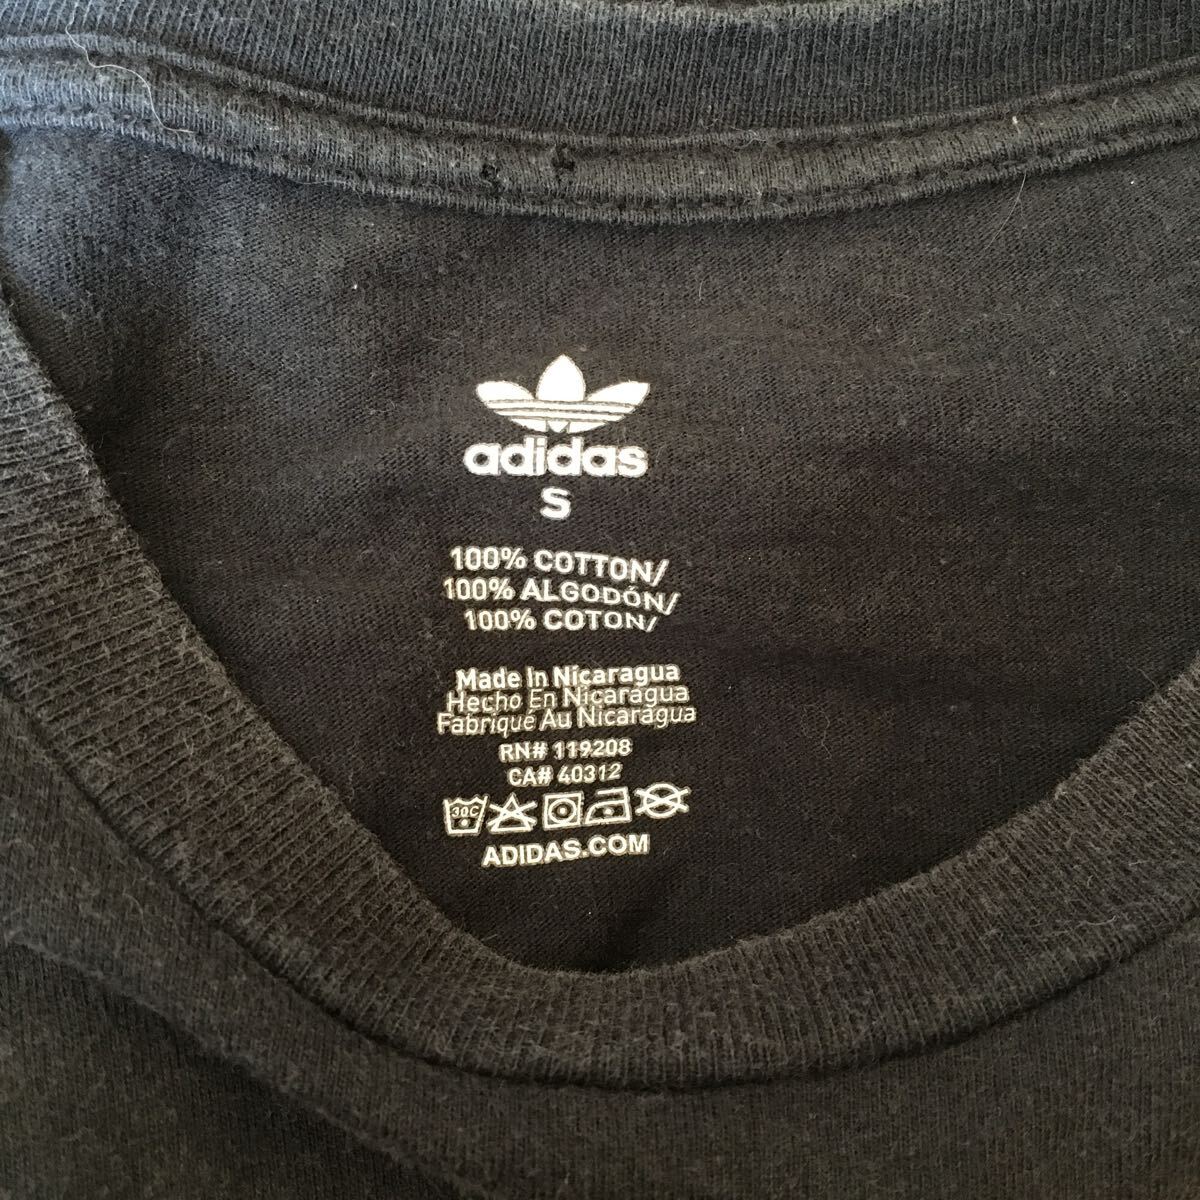 adidas
S
100% COTTON/
100% ALGODÓN/
100% COTON/
Made In Nicaragua
Hecho En Nicaragua
Fabriqué Au Nicaragua
RN# 119208
CA# 40312
30C
ADIDAS.COM